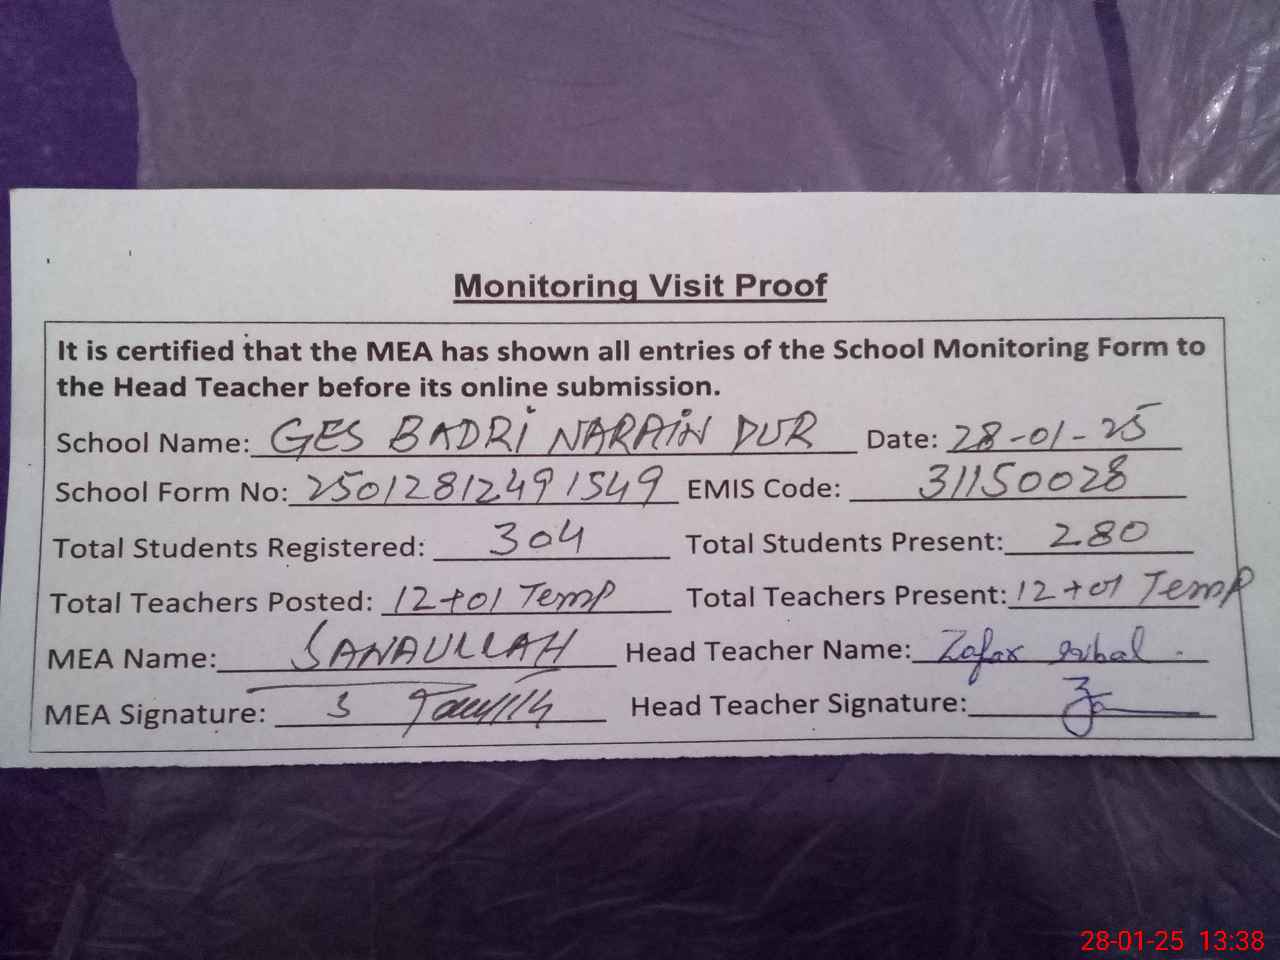 Monitoring Visit Proof
It is certified that the MEA has shown all entries of the School Monitoring Form to
the Head Teacher before its online submission.
School Name: GES BADRI NARAIN PUR Date: 28-01-25
School Form No: 2501281249 1549 EMIS Code: 31150028
Total Students Registered: 304 Total Students Present: 280
Total Teachers Posted: 12+01 Temp Total Teachers Present: 12+01 Temp
MEA Name: SANAULLAH Head Teacher Name: Zafar Iqbal
MEA Signature: Head Teacher Signature:
28-01-25 13:38